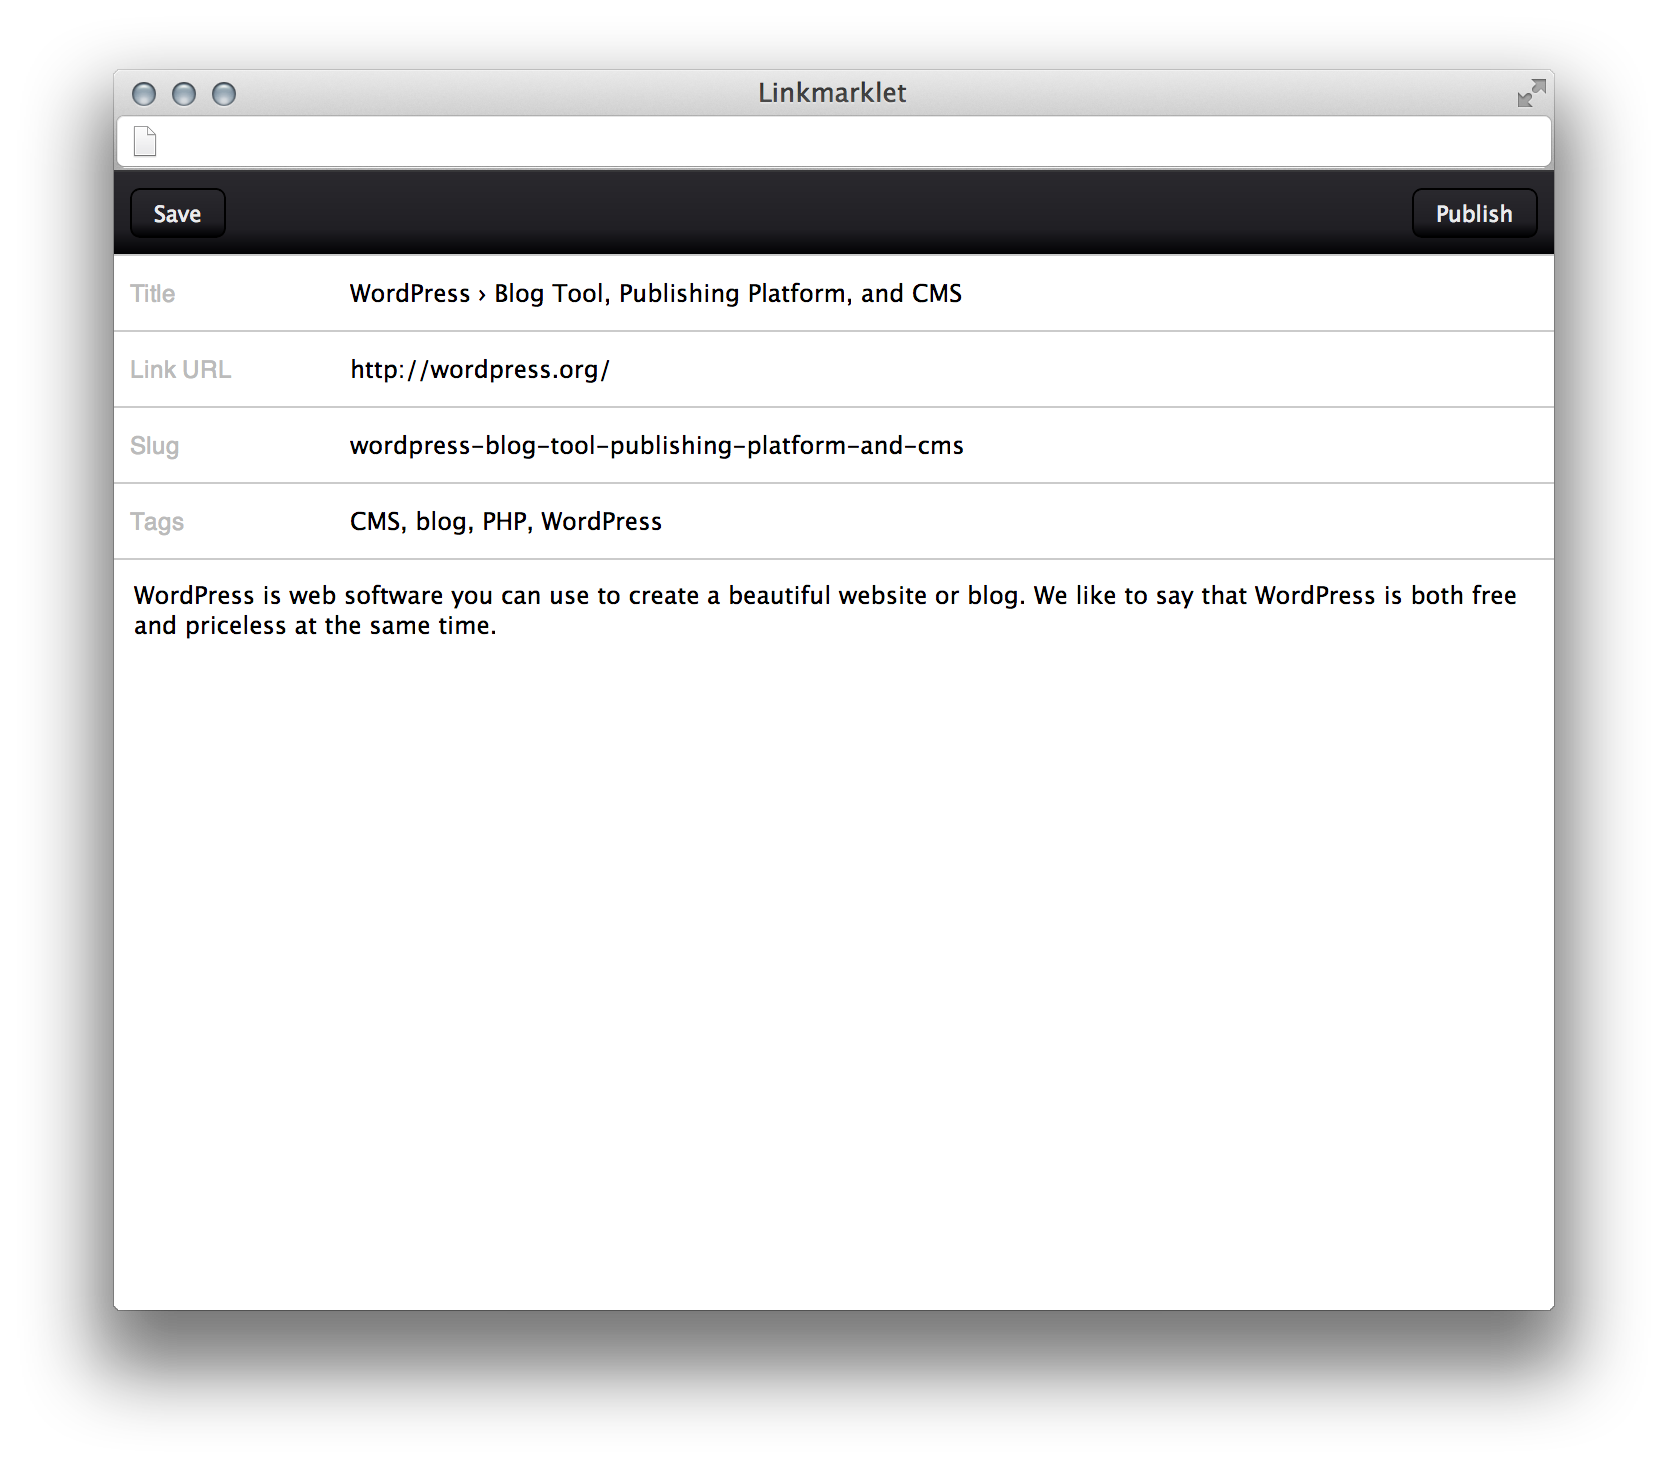 Linkmarklet
Save
Publish
Title
WordPress › Blog Tool, Publishing Platform, and CMS
Link URL
http://wordpress.org/
Slug
wordpress-blog-tool-publishing-platform-and-cms
Tags
CMS, blog, PHP, WordPress
WordPress is web software you can use to create a beautiful website or blog. We like to say that WordPress is both free
and priceless at the same time.